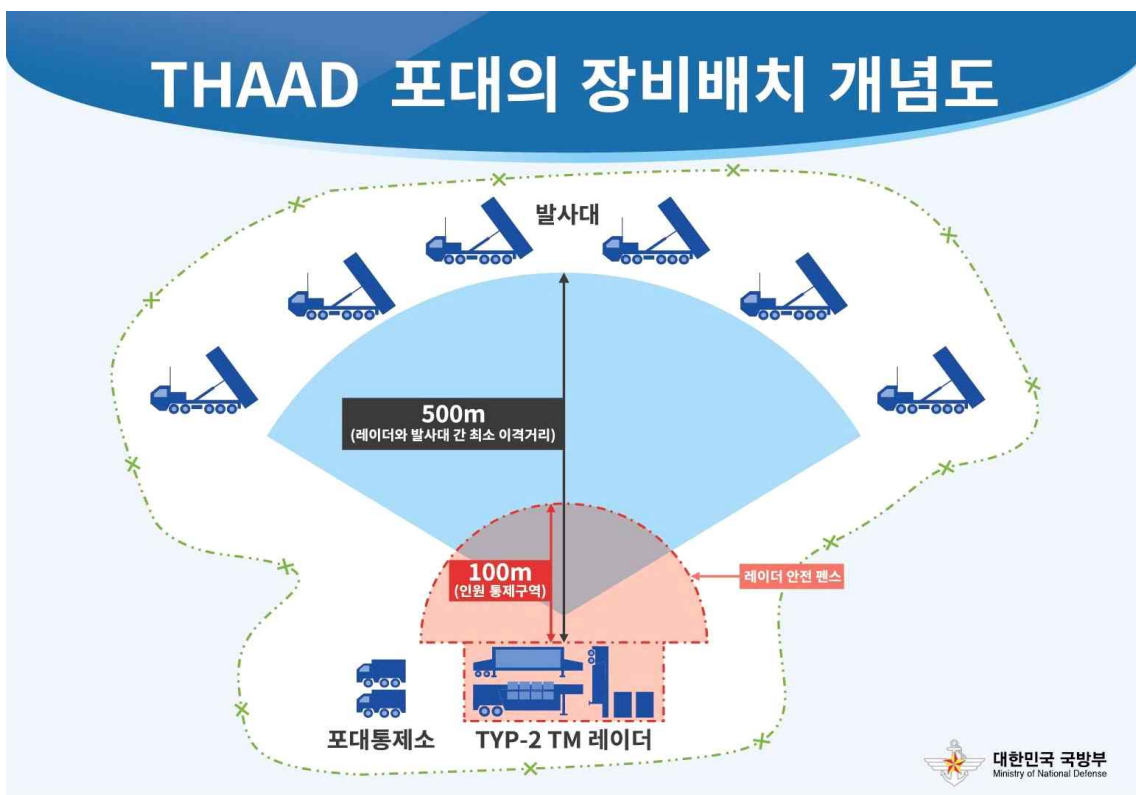 THAAD 포대의 장비배치 개념도
발사대
500m
(레이더와 발사대 간 최소 이격거리)
100m
(인원 통제구역)
레이더 안전 펜스
포대통제소
TYP-2 TM 레이더
대한민국 국방부
Ministry of National Defense